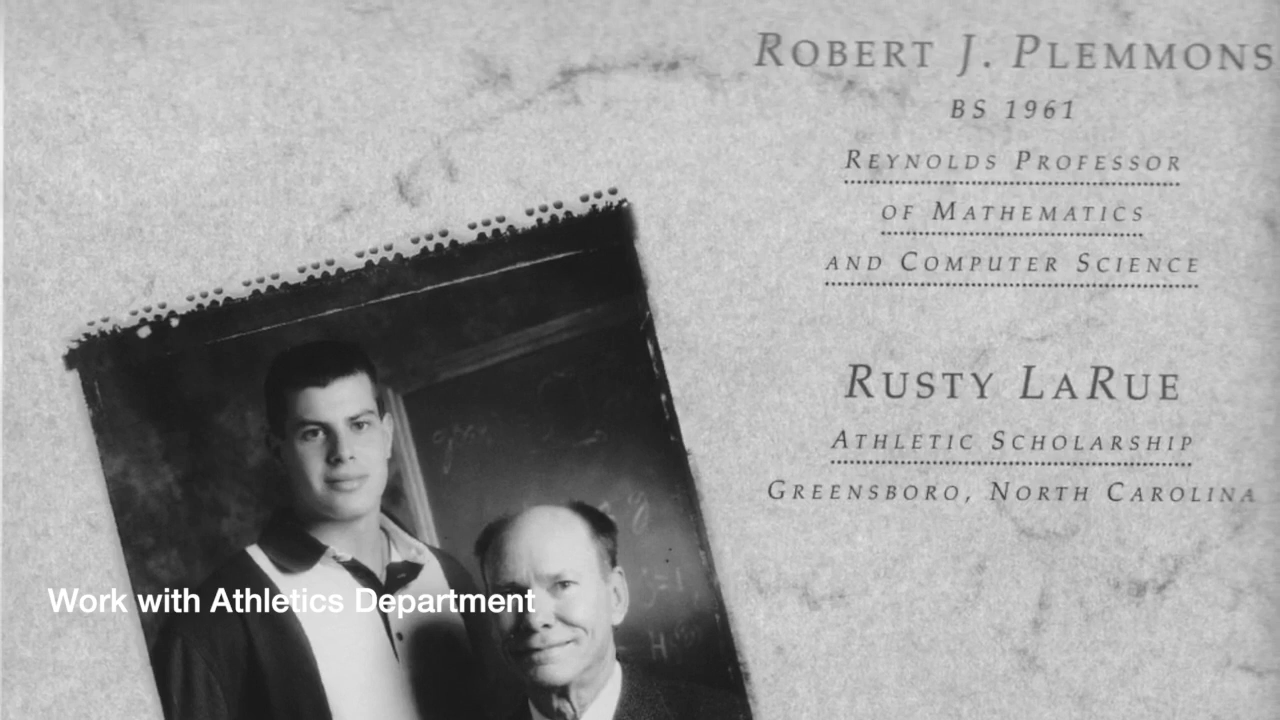 ROBERT J. PLEMMONS
BS 1961
REYNOLDS PROFESSOR
OF MATHEMATICS
AND COMPUTER SCIENCE
RUSTY LARUE
ATHLETIC SCHOLARSHIP
GREENSBORO, NORTH CAROLINA
Work with Athletics Department